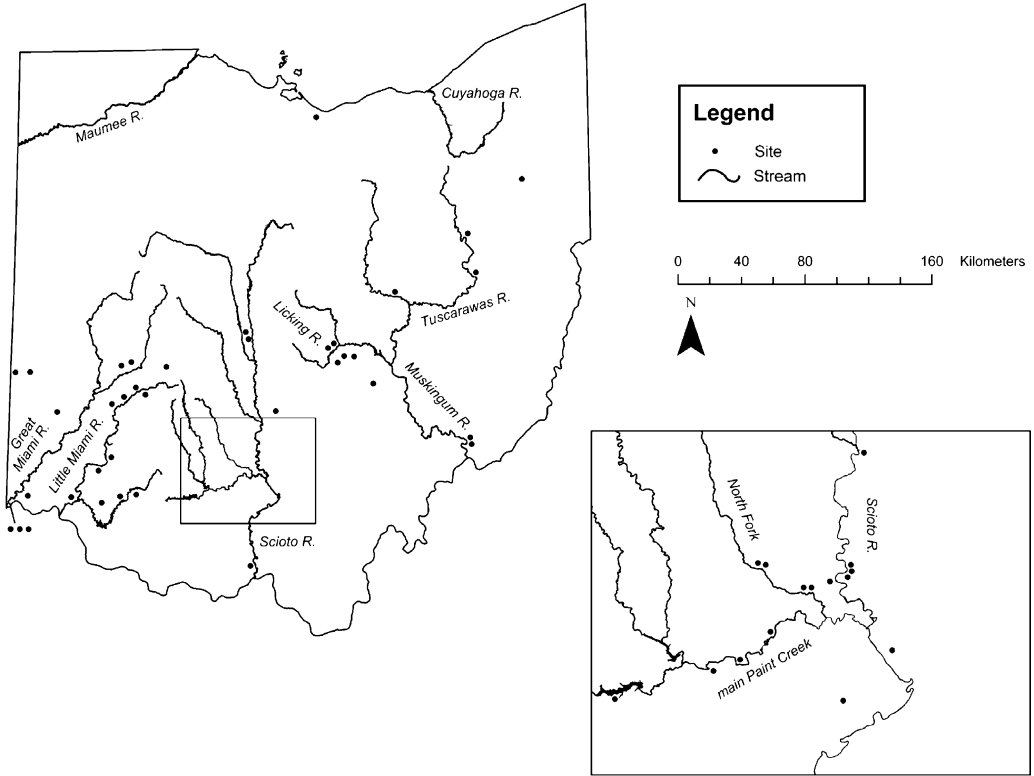 Maumee R.
Cuyahoga R.
Tuscarawas R.
Licking R.
Muskingum R.
Great
Miami R.
Little Miami R.
Scioto R.
Legend
Site
Stream
0 40 80 160 Kilometers
N
North Fork
Scioto R.
main Paint Creek